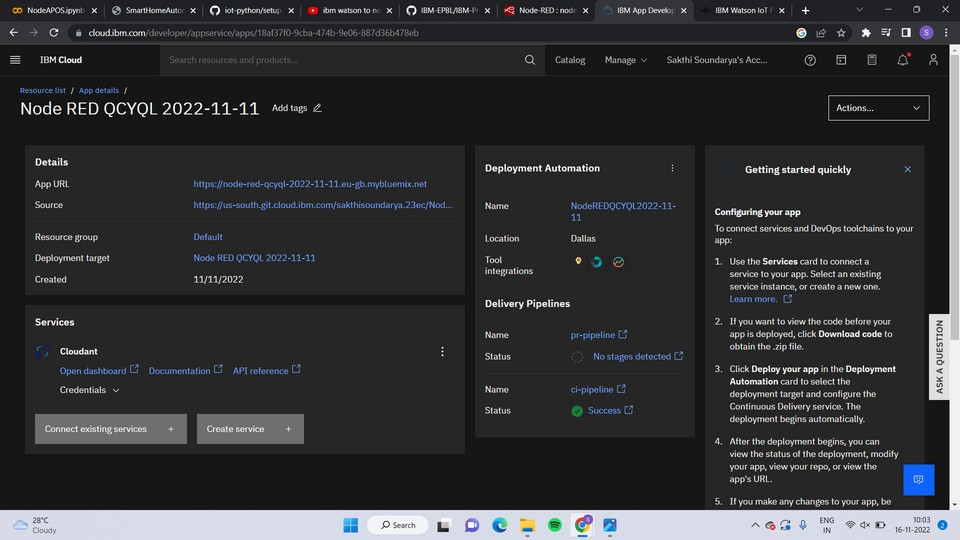 NodeAPOS.ipynb
SmartHomeAutom
iot-python/setup.
ibm watson to no
IBM-EPBL/IBM-Pr
Node-RED : node
IBM App Develop
IBM Watson IoT P
cloud.ibm.com/developer/appservice/apps/18af37f0-9cba-474b-9e06-887d36b478eb
S
IBM Cloud
Search resources and products...
Catalog
Manage
Sakthi Soundarya's Acc...
Resource list / App details /
Node RED QCYQL 2022-11-11
Add tags
Actions...
Details
App URL
https://node-red-qcyql-2022-11-11.eu-gb.mybluemix.net
Source
https://us-south.git.cloud.ibm.com/sakthisoundarya.23ec/Nod...
Resource group
Default
Deployment target
Node RED QCYQL 2022-11-11
Created
11/11/2022
Services
Cloudant
Open dashboard
Documentation
API reference
Credentials
Connect existing services +
Create service +
Deployment Automation
Name
NodeREDQCYQL2022-11-
11
Location
Dallas
Tool
integrations
Delivery Pipelines
Name
pr-pipeline
Status
No stages detected
Name
ci-pipeline
Status
Success
Getting started quickly
Configuring your app
To connect services and DevOps toolchains to your
app:
1. Use the Services card to connect a
service to your app. Select an existing
service instance, or create a new one.
Learn more.
2. If you want to view the code before your
app is deployed, click Download code to
obtain the .zip file.
3. Click Deploy your app in the Deployment
Automation card to select the
deployment target and configure the
Continuous Delivery service. The
deployment begins automatically.
4. After the deployment begins, you can
view the status of the deployment, modify
your app, view your repo, or view the
app's URL.
5. If you make any changes to your app, be
ASK A QUESTION
28°C
Cloudy
Search
ENG
IN
10:03
16-11-2022
2